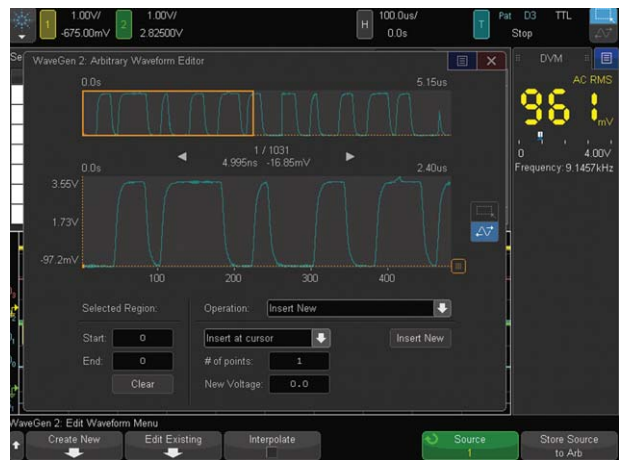 1
1.00V/
-675.00mV
2
1.00V/
2.82500V
H
100.0us/
0.0s
T
Pat D3 TTL
Stop
Se
WaveGen 2: Arbitrary Waveform Editor
DVM
0.0s
5.15us
AC RMS
961. mV
0
4.00V
Frequency: 9.1457kHz
1 / 1031
4.995ns -16.85mV
0.0s
2.40us
3.55V
1.73V
-97.2mV
100
200
300
400
Selected Region:
Operation:
Insert New
Start:
0
Insert at cursor
Insert New
End:
0
# of points:
1
Clear
New Voltage:
0.0
WaveGen 2: Edit Waveform Menu
Create New
Edit Existing
Interpolate
Source
1
Store Source
to Arb